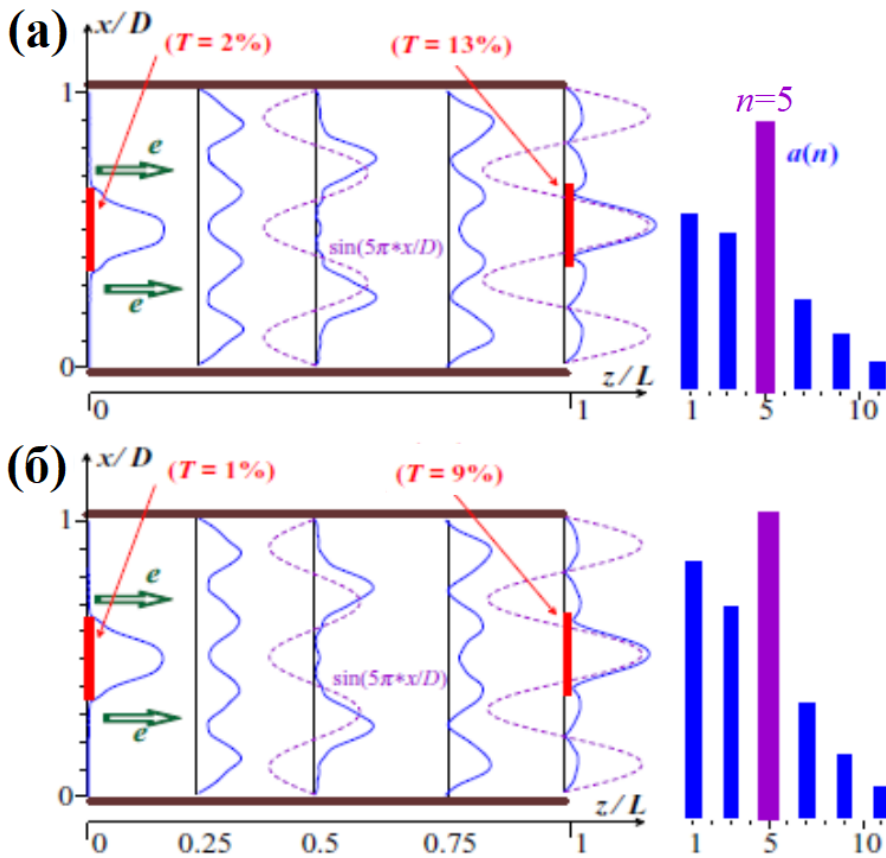 (а)
x/D
(T = 2%)
(T = 13%)
n=5
1
e
a(n)
sin(5π*x/D)
e
0
z/L
0
1
1
5
10
(б)
x/D
(T = 1%)
(T = 9%)
1
e
sin(5π*x/D)
e
0
z/L
0
0.25
0.5
0.75
1
1
5
10